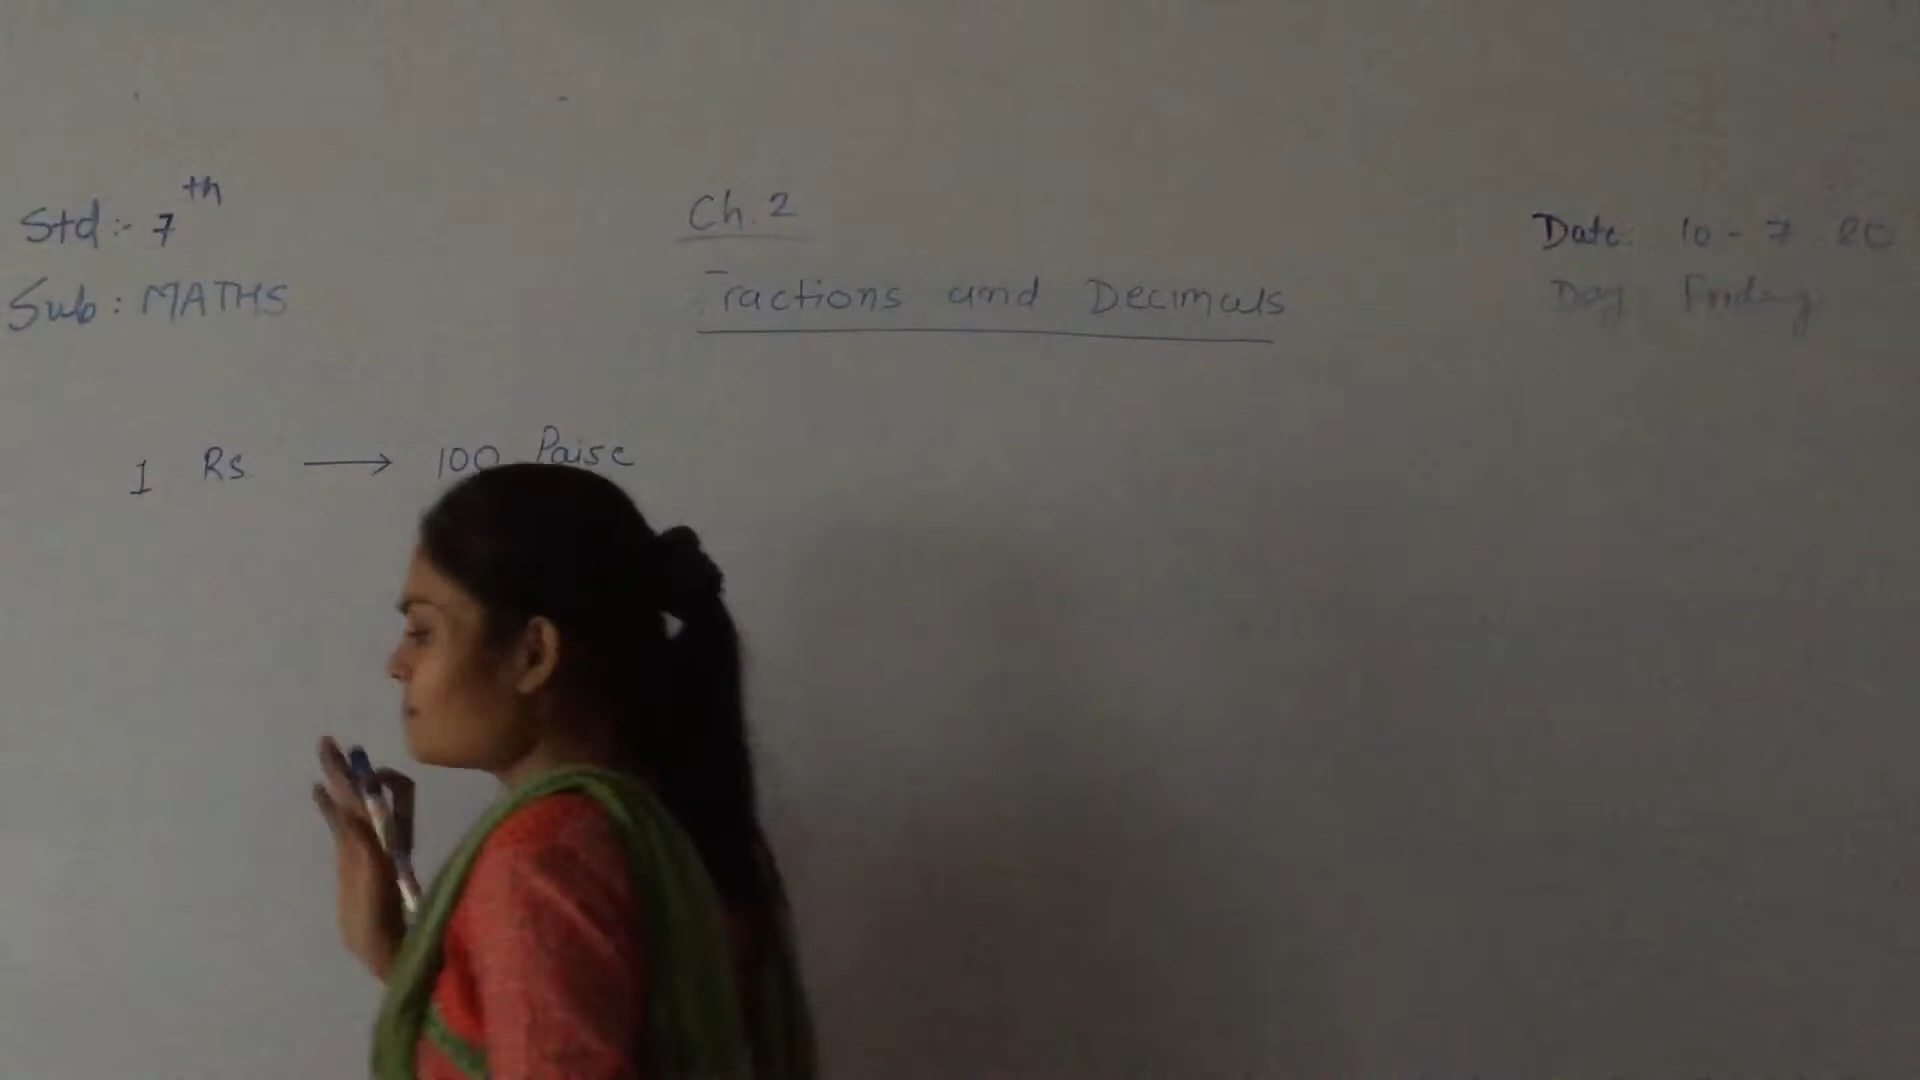 Std:- 7th
Sub: MATHS
Ch. 2
Fractions and Decimals
Date: 10-7 20
Day Friday
1 Rs → 100 Paise